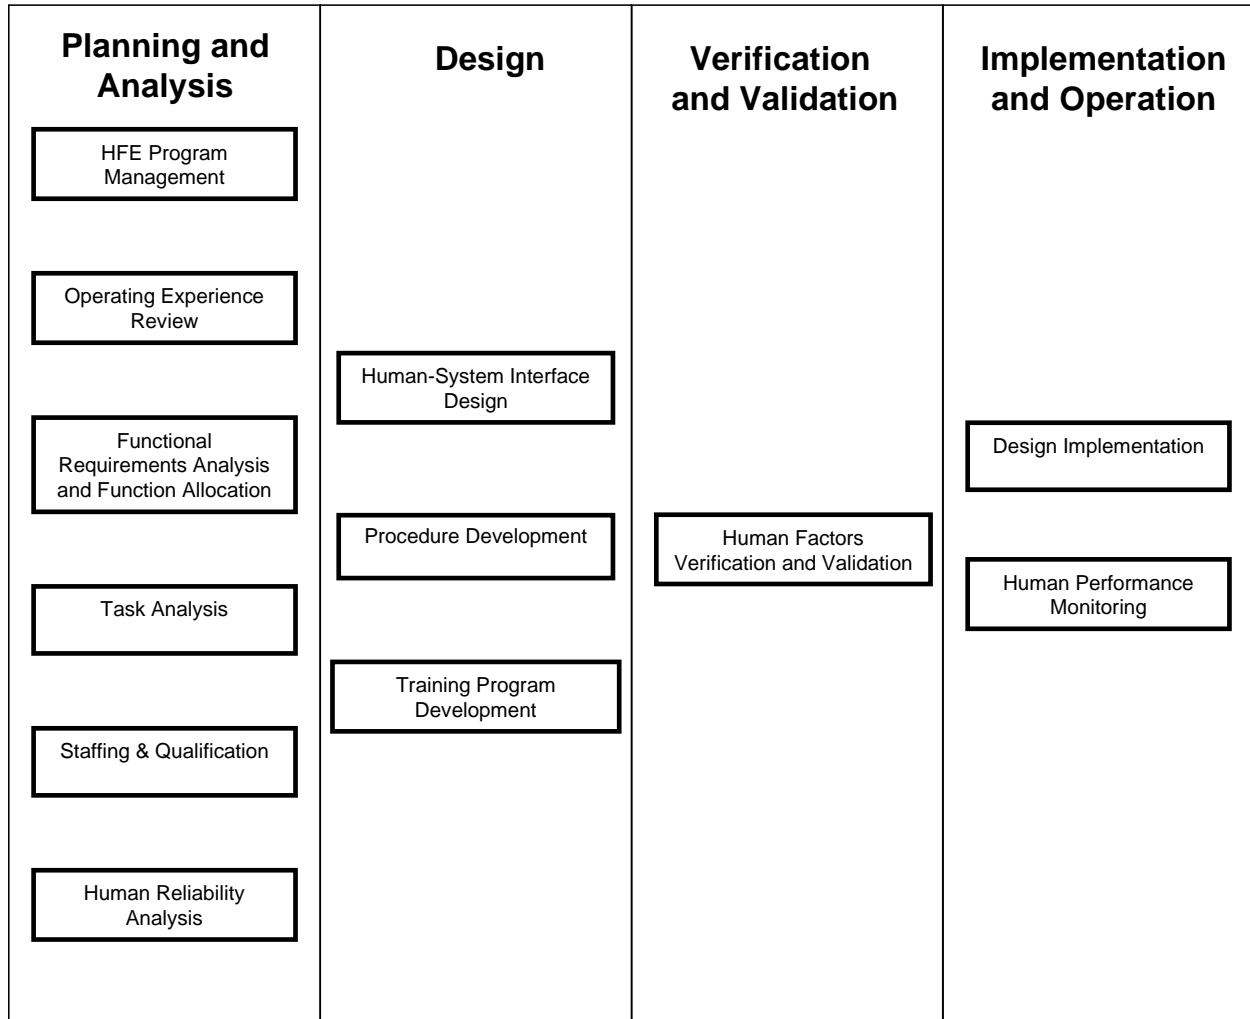 Planning and
Analysis
HFE Program
Management
Operating Experience
Review
Functional
Requirements Analysis
and Function Allocation
Task Analysis
Staffing & Qualification
Human Reliability
Analysis
Design
Human-System Interface
Design
Procedure Development
Training Program
Development
Verification
and Validation
Human Factors
Verification and Validation
Implementation
and Operation
Design Implementation
Human Performance
Monitoring